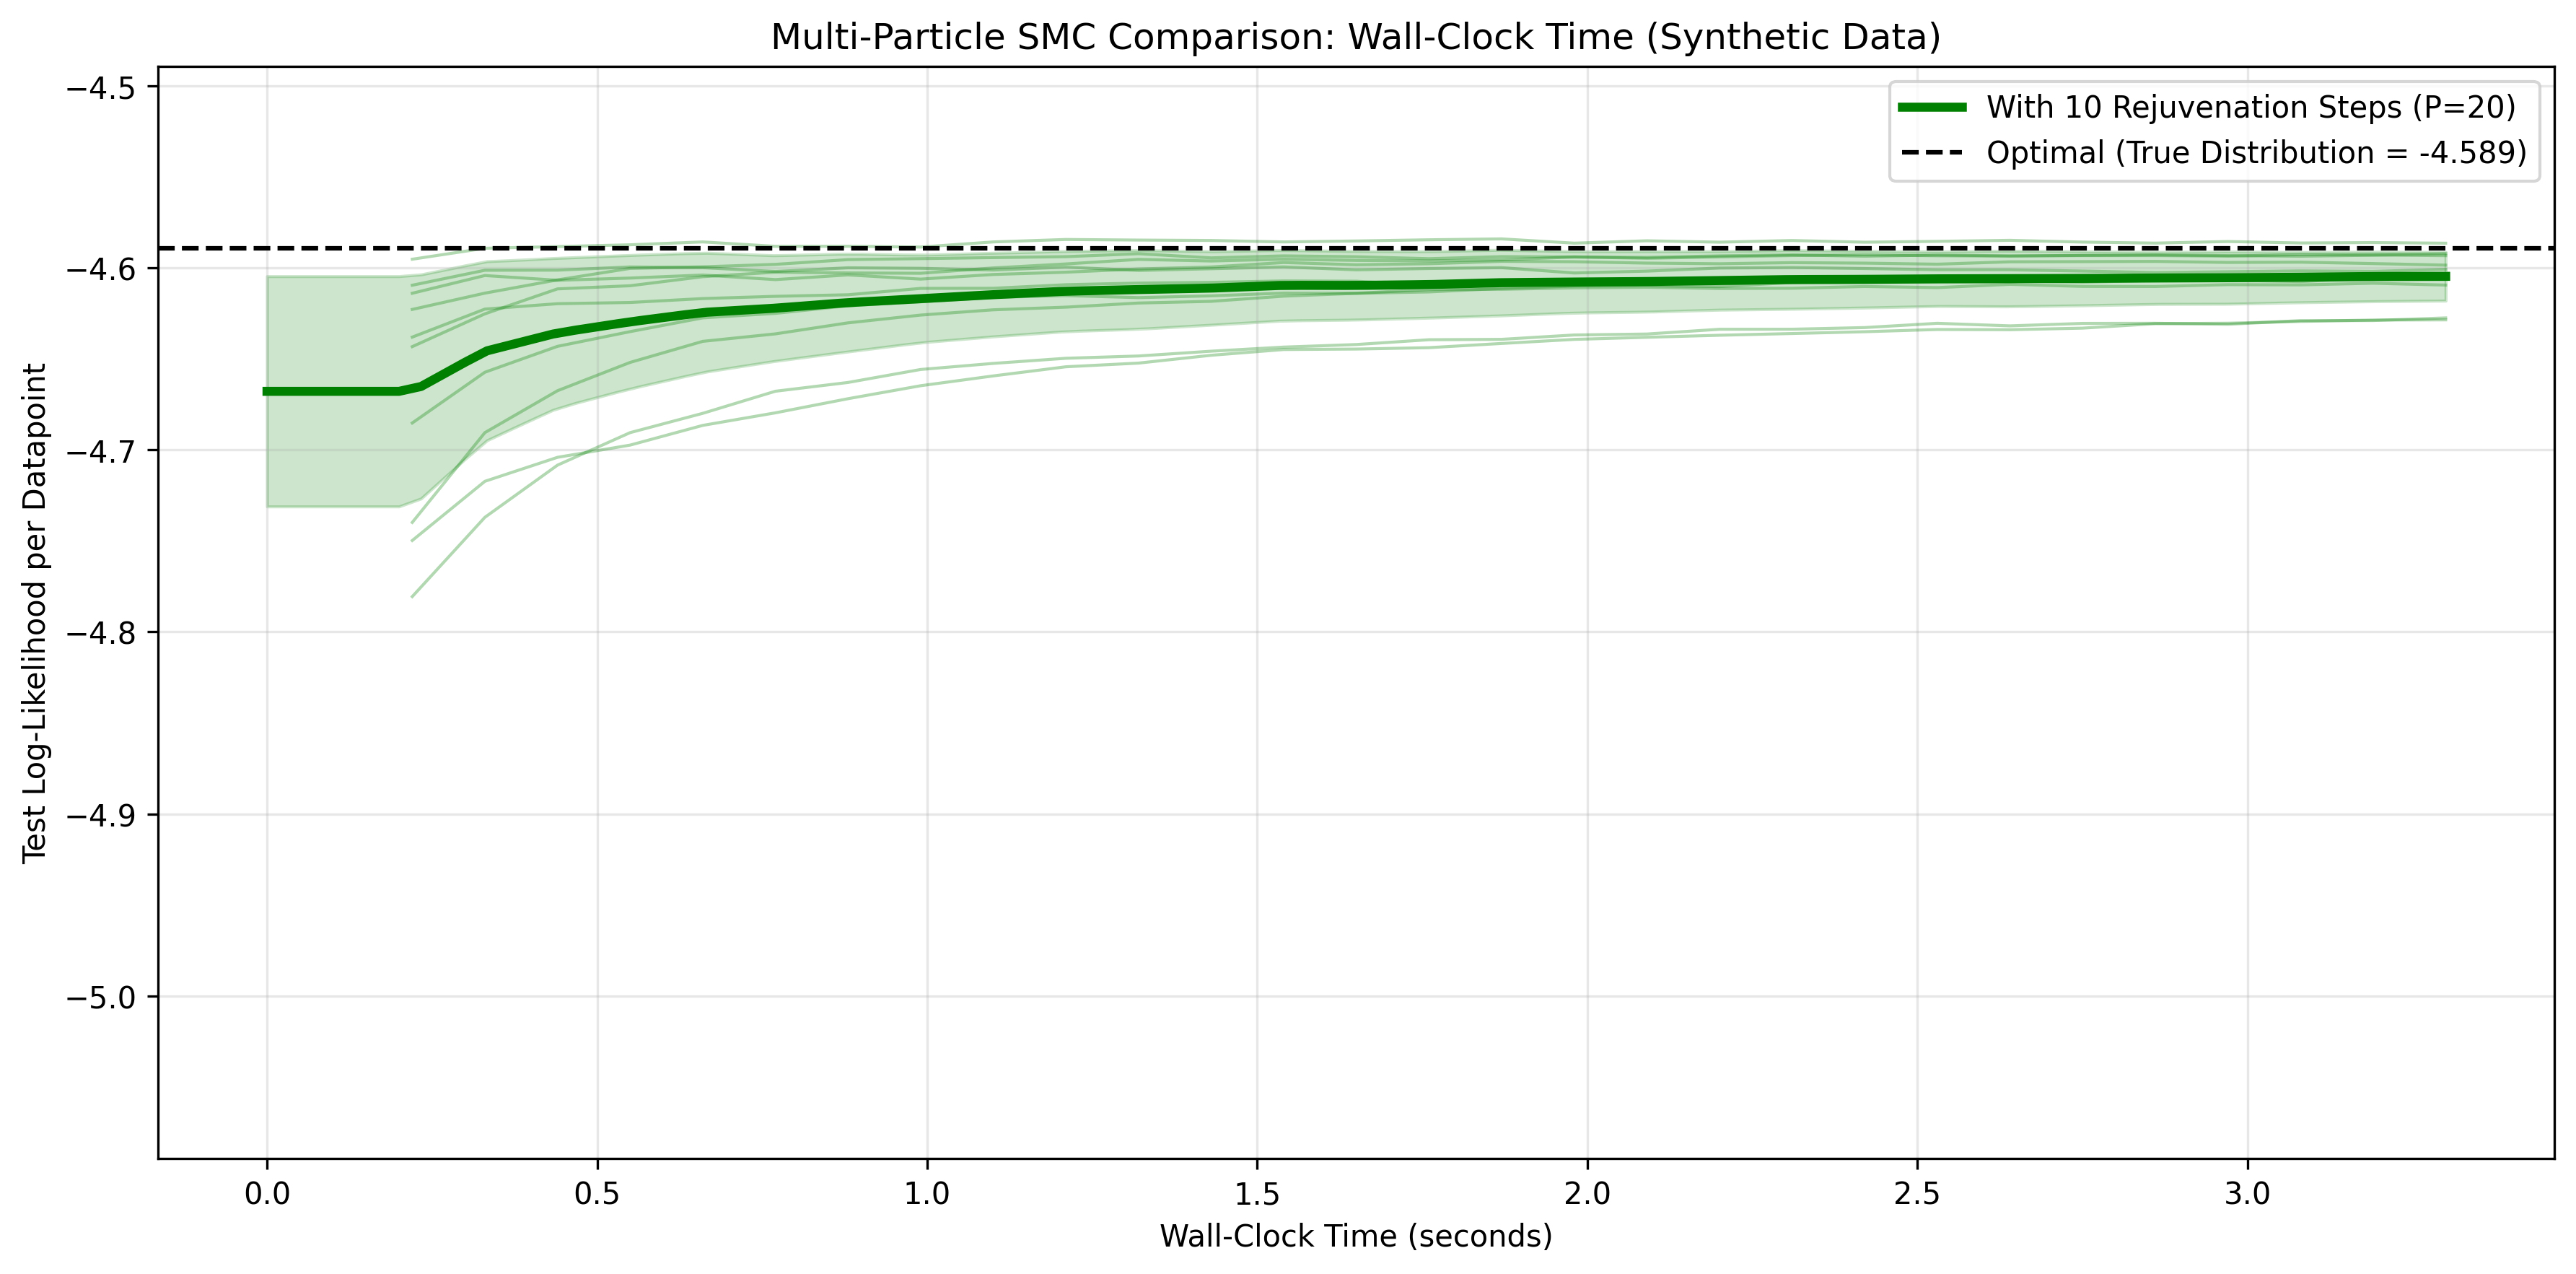 Multi-Particle SMC Comparison: Wall-Clock Time (Synthetic Data)
With 10 Rejuvenation Steps (P=20)
Optimal (True Distribution = -4.589)
Test Log-Likelihood per Datapoint
−4.5
−4.6
−4.7
−4.8
−4.9
−5.0
0.0 0.5 1.0 1.5 2.0 2.5 3.0
Wall-Clock Time (seconds)